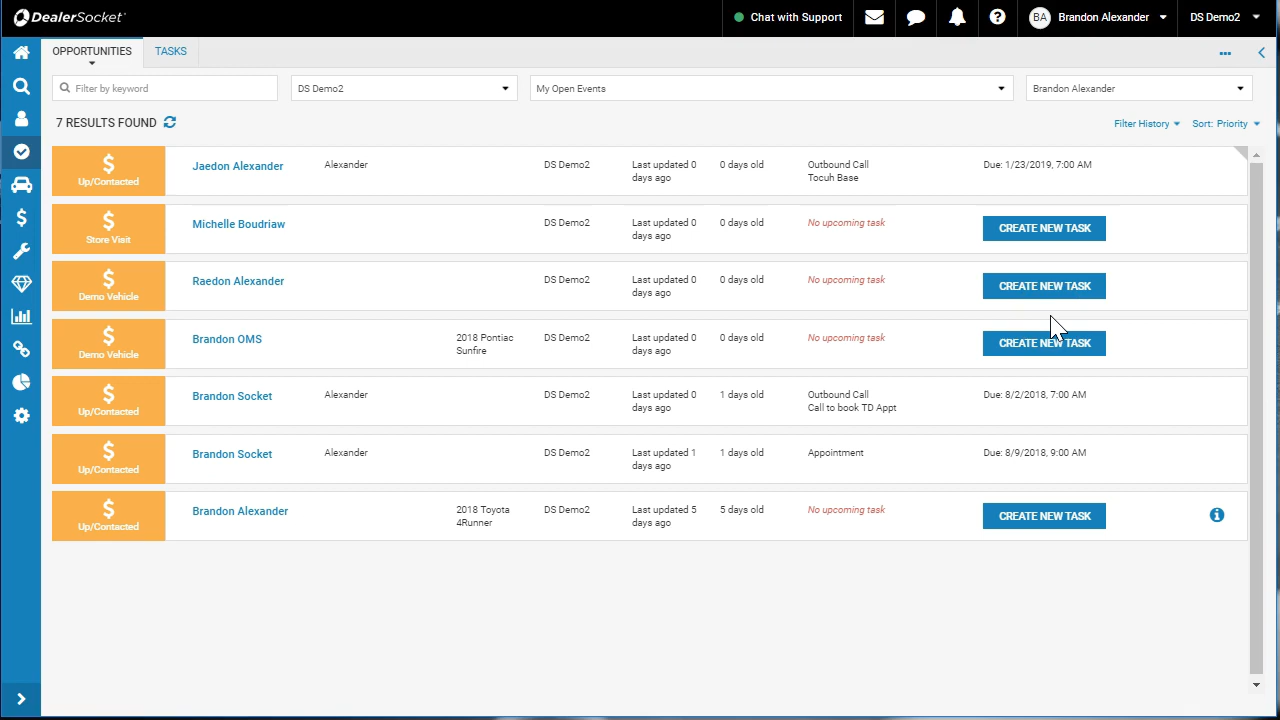 DealerSocket
Chat with Support
BA Brandon Alexander
DS Demo2
OPPORTUNITIES
TASKS
Filter by keyword
DS Demo2
My Open Events
Brandon Alexander
7 RESULTS FOUND
Filter History
Sort: Priority
$
Up/Contacted
Jaedon Alexander
Alexander
DS Demo2
Last updated 0
days ago
0 days old
Outbound Call
Tocuh Base
Due: 1/23/2019, 7:00 AM
$
Store Visit
Michelle Boudriaw
DS Demo2
Last updated 0
days ago
0 days old
No upcoming task
CREATE NEW TASK
$
Demo Vehicle
Raedon Alexander
DS Demo2
Last updated 0
days ago
0 days old
No upcoming task
CREATE NEW TASK
$
Demo Vehicle
Brandon OMS
2018 Pontiac
Sunfire
DS Demo2
Last updated 0
days ago
0 days old
No upcoming task
CREATE NEW TASK
$
Up/Contacted
Brandon Socket
Alexander
DS Demo2
Last updated 0
days ago
1 days old
Outbound Call
Call to book TD Appt
Due: 8/2/2018, 7:00 AM
$
Up/Contacted
Brandon Socket
Alexander
DS Demo2
Last updated 1
days ago
1 days old
Appointment
Due: 8/9/2018, 9:00 AM
$
Up/Contacted
Brandon Alexander
2018 Toyota
4Runner
DS Demo2
Last updated 5
days ago
5 days old
No upcoming task
CREATE NEW TASK